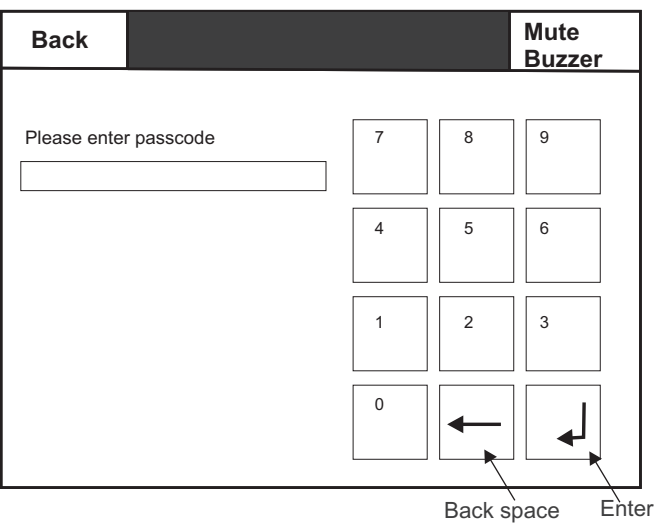 Back
Mute
Buzzer
Please enter passcode
7 8 9
4 5 6
1 2 3
0
Back space
Enter